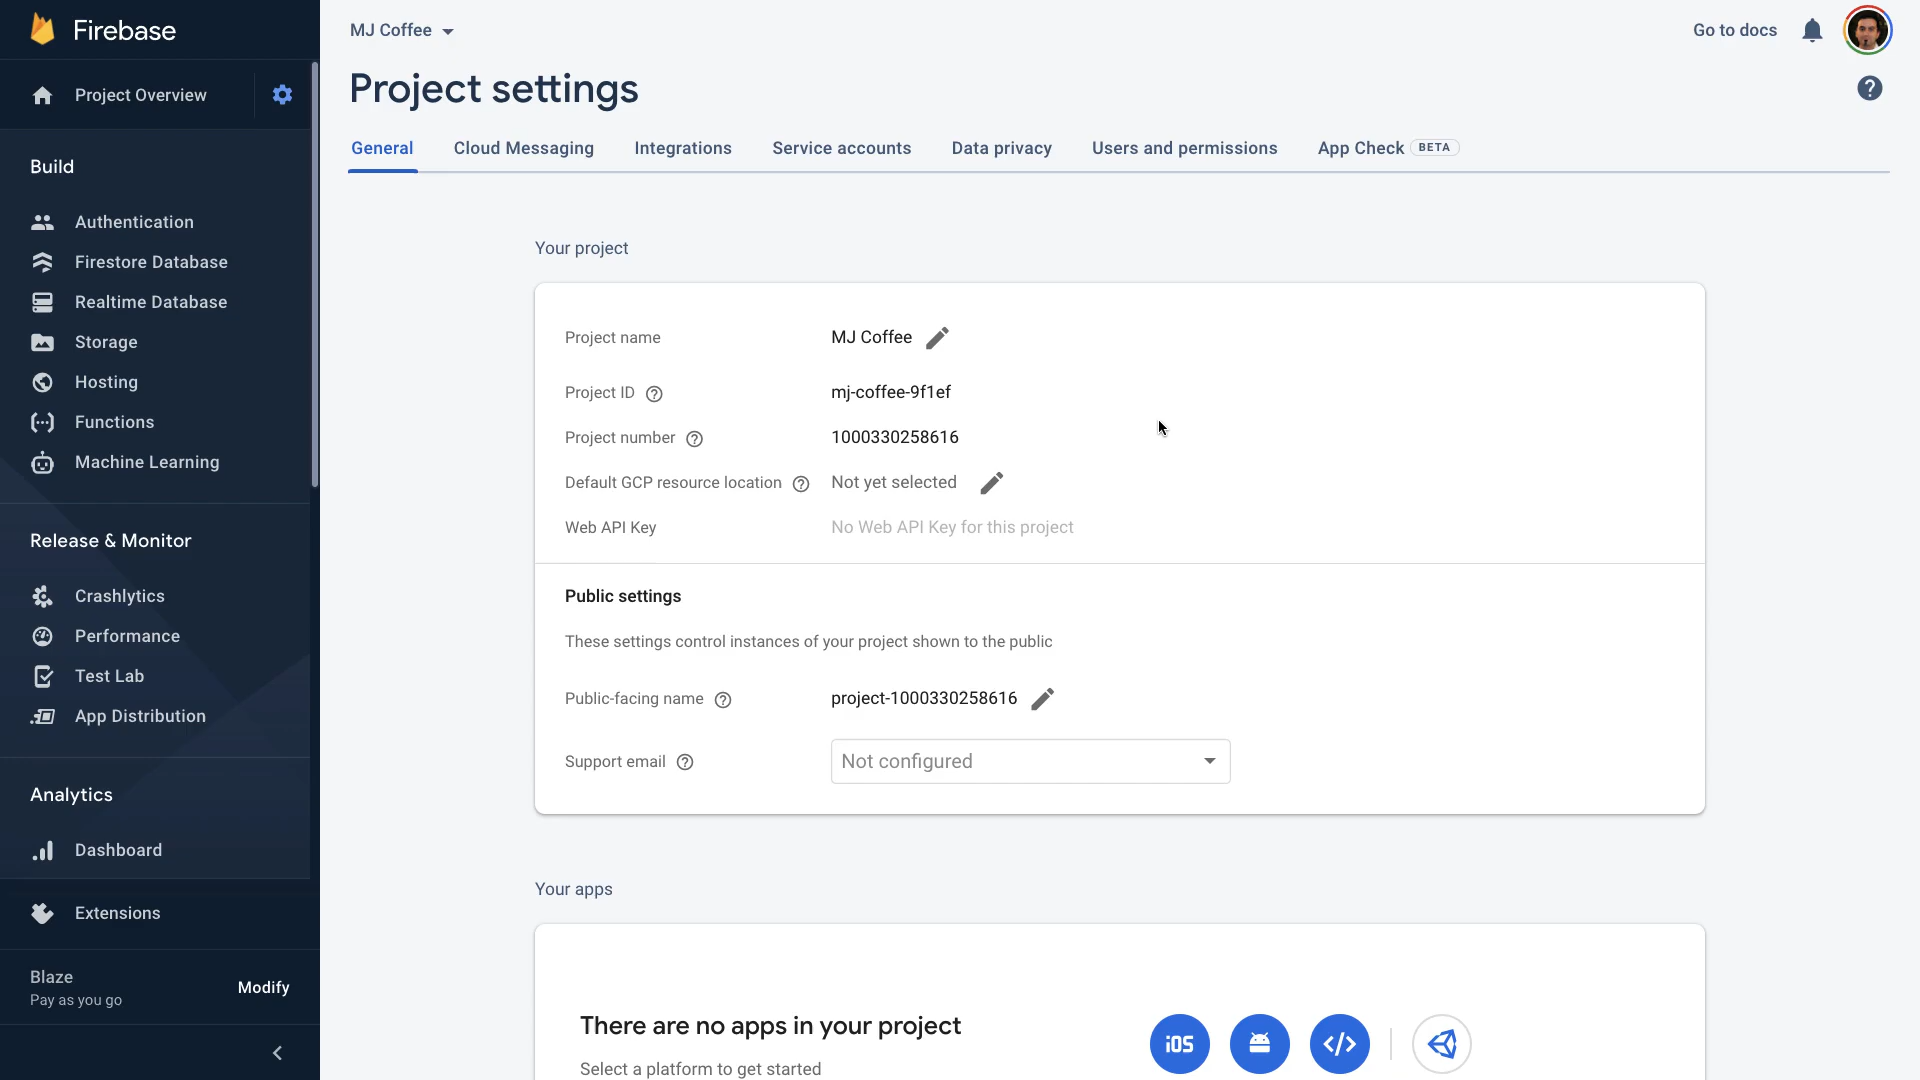 Firebase
Project Overview
Build
Authentication
Firestore Database
Realtime Database
Storage
Hosting
Functions
Machine Learning
Release & Monitor
Crashlytics
Performance
Test Lab
App Distribution
Analytics
Dashboard
Extensions
Blaze
Pay as you go
Modify
MJ Coffee
Go to docs
Project settings
General Cloud Messaging Integrations Service accounts Data privacy Users and permissions App Check BETA
Your project
Project name MJ Coffee
Project ID mj-coffee-9f1ef
Project number 1000330258616
Default GCP resource location Not yet selected
Web API Key No Web API Key for this project
Public settings
These settings control instances of your project shown to the public
Public-facing name project-1000330258616
Support email Not configured
Your apps
There are no apps in your project
Select a platform to get started
iOS